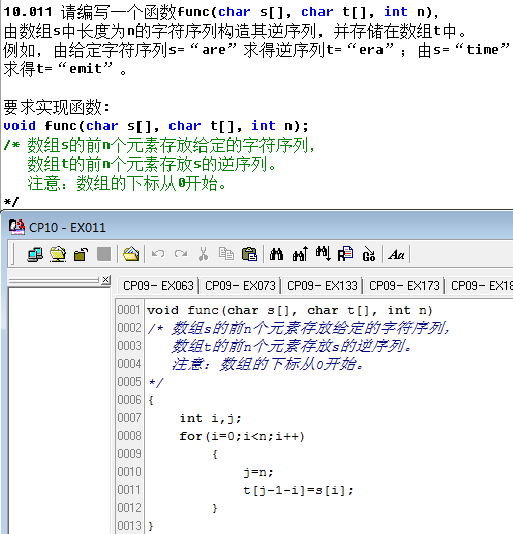 10.011 请编写一个函数func(char s[], char t[], int n),
由数组s中长度为n的字符序列构造其逆序列，并存储在数组t中。
例如，由给定字符序列s=“are”求得逆序列t=“era”；由s=“time”
求得t=“emit”。
要求实现函数：
void func(char s[], char t[], int n);
/* 数组s的前n个元素存放给定的字符序列，
数组t的前n个元素存放s的逆序列。
注意：数组的下标从0开始。
*/
CP10 - EX011
CP09- EX063 CP09- EX073 CP09- EX133 CP09- EX173 CP09- EX18
0001 void func(char s[], char t[], int n)
0002 /* 数组s的前n个元素存放给定的字符序列，
0003 数组t的前n个元素存放s的逆序列。
0004 注意：数组的下标从0开始。
0005 */
0006 {
0007 int i,j;
0008 for(i=0;i<n;i++)
0009 {
0010 j=n;
0011 t[j-1-i]=s[i];
0012 }
0013 }